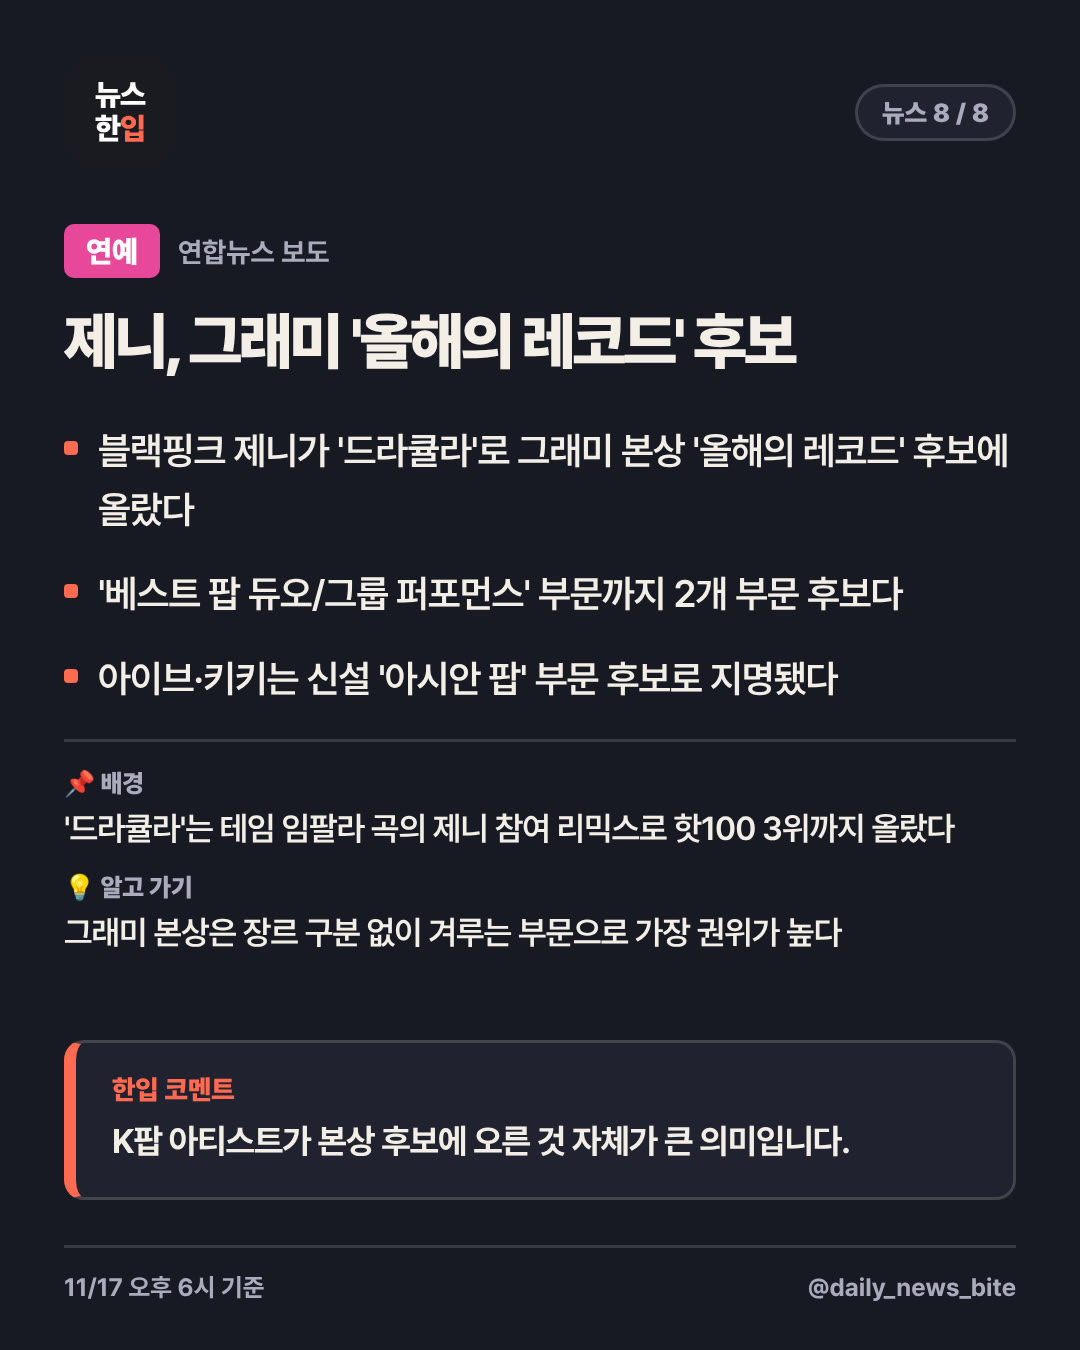 뉴스
한입
뉴스 8 / 8
연예 연합뉴스 보도
제니, 그래미 '올해의 레코드' 후보
블랙핑크 제니가 '드라큘라'로 그래미 본상 '올해의 레코드' 후보에
올랐다
'베스트 팝 듀오/그룹 퍼포먼스' 부문까지 2개 부문 후보다
아이브·키키는 신설 '아시안 팝' 부문 후보로 지명됐다
📌 배경
'드라큘라'는 테임 임팔라 곡의 제니 참여 리믹스로 핫100 3위까지 올랐다
💡 알고 가기
그래미 본상은 장르 구분 없이 겨루는 부문으로 가장 권위가 높다
한입 코멘트
K팝 아티스트가 본상 후보에 오른 것 자체가 큰 의미입니다.
11/17 오후 6시 기준
@daily_news_bite